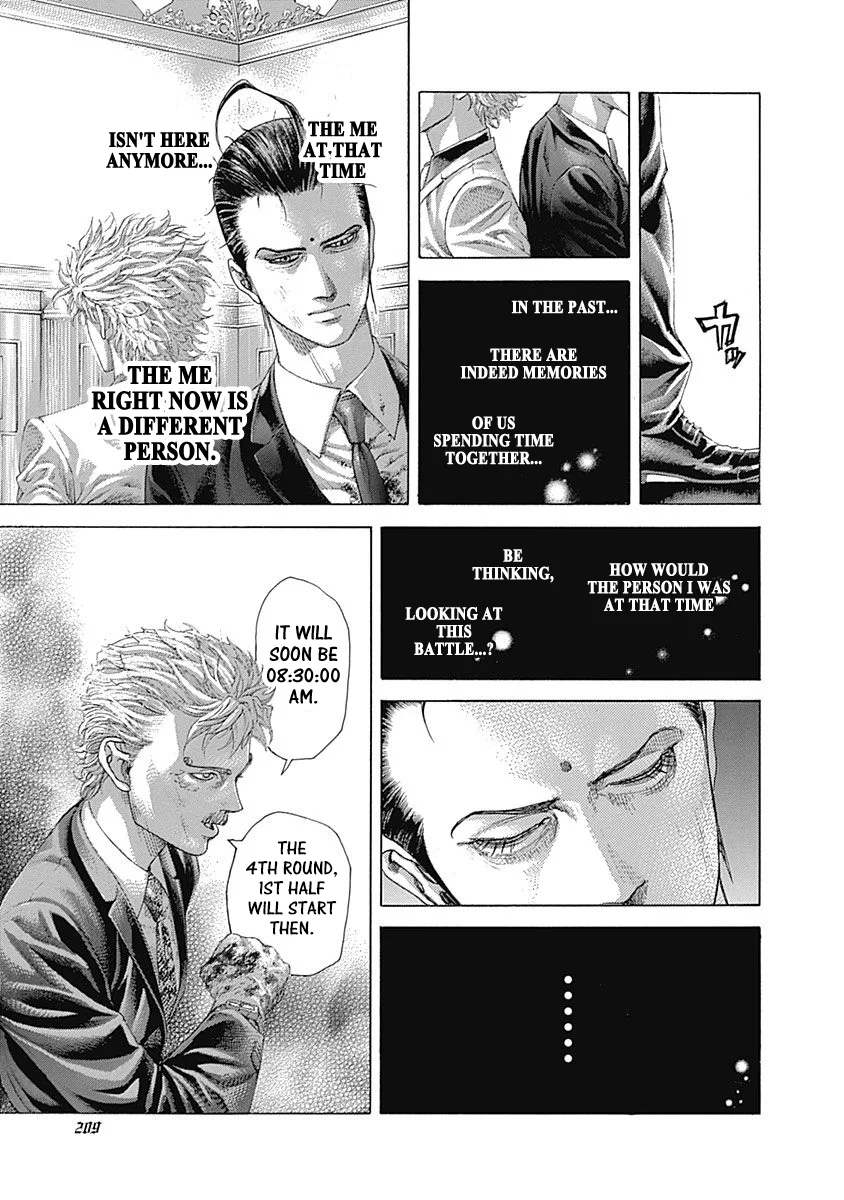 カッ
IN THE PAST...
THERE ARE
INDEED MEMORIES
OF US
SPENDING TIME
TOGETHER...
THE ME
AT THAT
TIME
ISN'T HERE
ANYMORE...
THE ME
RIGHT NOW IS
A DIFFERENT
PERSON.
HOW WOULD
THE PERSON I WAS
AT THAT TIME
BE
THINKING,
LOOKING AT
THIS
BATTLE...?
IT WILL
SOON BE
08:30:00
AM.
THE
4TH ROUND,
1ST HALF
WILL START
THEN.
209